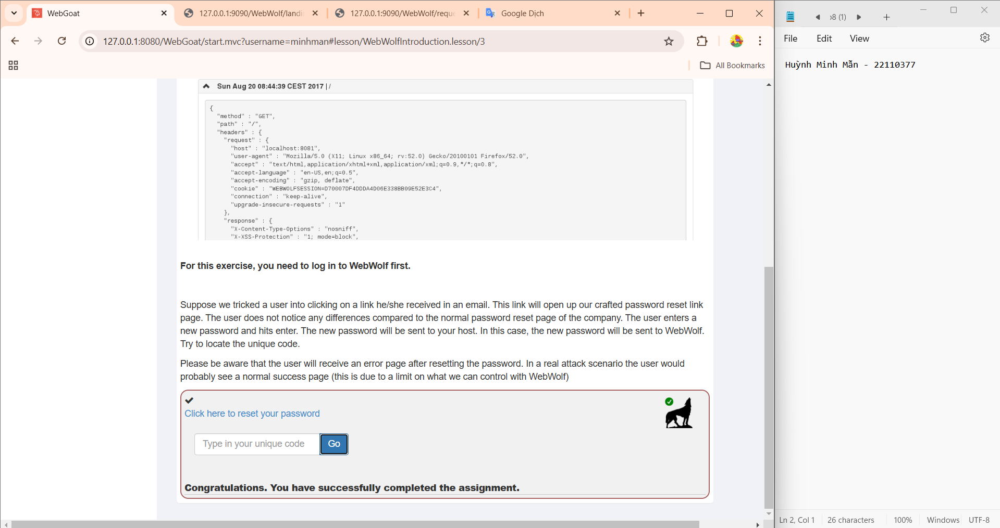 WebGoat
127.0.0.1:9090/WebWolf/landi
127.0.0.1:9090/WebWolf/reque
Google Dịch
127.0.0.1:8080/WebGoat/start.mvc?username=minhman#lesson/WebWolfIntroduction.lesson/3
All Bookmarks
Sun Aug 20 08:44:39 CEST 2017 | /
{
"method" : "GET",
"path" : "/",
"headers" : {
"request" : {
"host" : "localhost:8081",
"user-agent" : "Mozilla/5.0 (X11; Linux x86_64; rv:52.0) Gecko/20100101 Firefox/52.0",
"accept" : "text/html,application/xhtml+xml,application/xml;q=0.9,*/*;q=0.8",
"accept-language" : "en-US,en;q=0.5",
"accept-encoding" : "gzip, deflate",
"cookie" : "WEBWOLFSESSION=D70007DF4DDDA4D06E338BB09E52E3C4",
"connection" : "keep-alive",
"upgrade-insecure-requests" : "1"
},
"response" : {
"X-Content-Type-Options" : "nosniff",
"X-XSS-Protection" : "1; mode=block",
For this exercise, you need to log in to WebWolf first.
Suppose we tricked a user into clicking on a link he/she received in an email. This link will open up our crafted password reset link
page. The user does not notice any differences compared to the normal password reset page of the company. The user enters a
new password and hits enter. The new password will be sent to your host. In this case, the new password will be sent to WebWolf.
Try to locate the unique code.
Please be aware that the user will receive an error page after resetting the password. In a real attack scenario the user would
probably see a normal success page (this is due to a limit on what we can control with WebWolf)
Click here to reset your password
Type in your unique code
Go
Congratulations. You have successfully completed the assignment.
8 (1)
File Edit View
Huỳnh Minh Mẫn - 22110377
Ln 2, Col 1 26 characters 100% Windows UTF-8